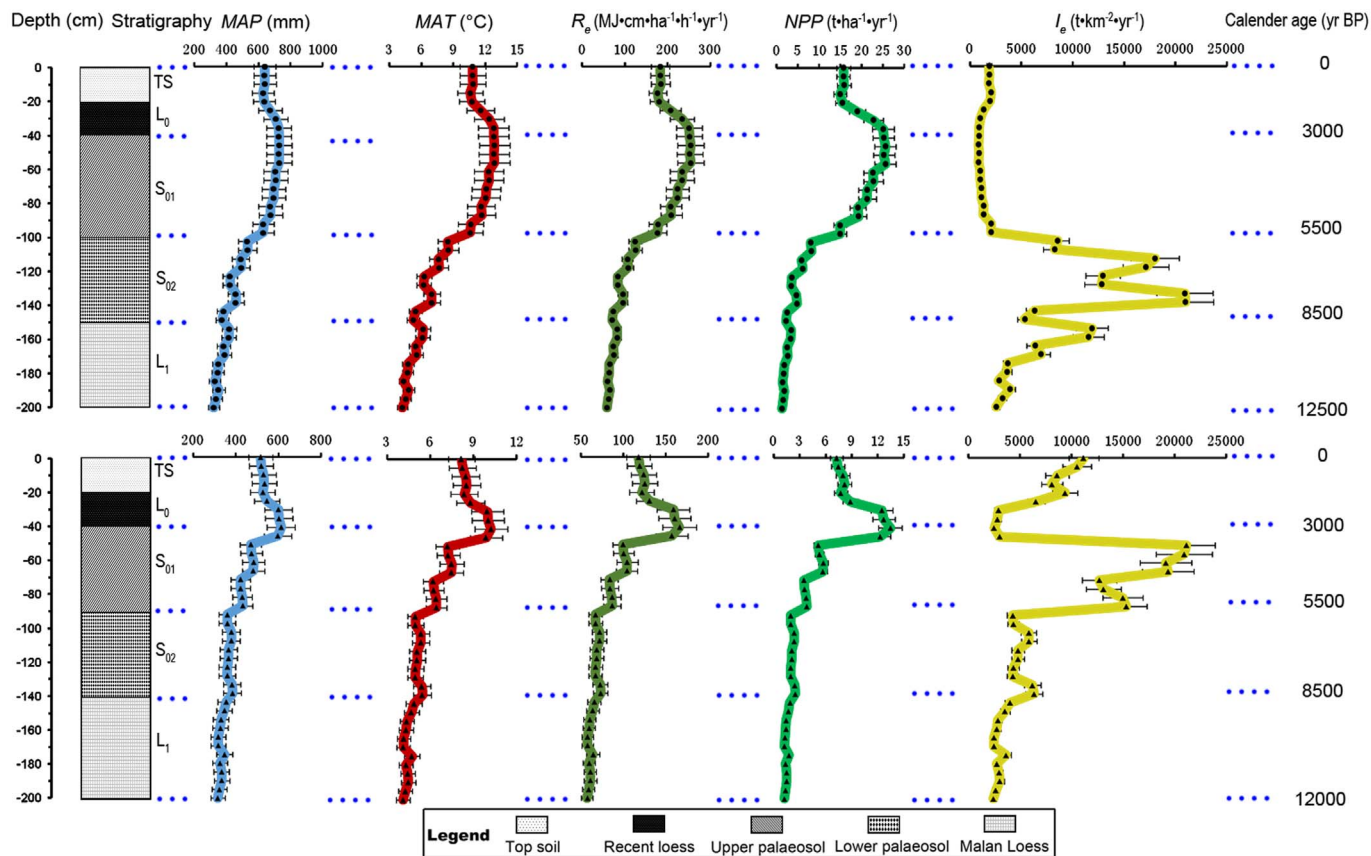 Depth (cm) Stratigraphy MAP (mm) MAT (°C) Re (MJ•cm•ha-1•h-1•yr-1) NPP (t•ha-1•yr-1) Ie (t•km-2•yr-1) Calender age (yr BP)
200 400 600 800 1000 3 6 9 12 15 0 100 200 300 0 5 10 15 20 25 30 0 5000 10000 15000 20000 25000
0 0
TS
-20
L0
-40 3000
-60
S01
-80
-100 5500
-120
S02
-140
8500
-160
L1
-180
-200 12500
200 400 600 800 3 6 9 12 50 100 150 200 0 3 6 9 12 15 0 5000 10000 15000 20000 25000
0 0
TS
-20
L0
-40 3000
-60
S01
-80
5500
-100
S02
-120
-140 8500
-160
L1
-180
-200 12000
Legend
Top soil Recent loess Upper palaeosol Lower palaeosol Malan Loess